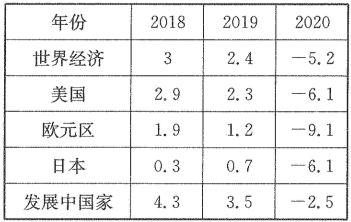 年份 2018 2019 2020
世界经济 3 2.4 －5.2
美国 2.9 2.3 －6.1
欧元区 1.9 1.2 －9.1
日本 0.3 0.7 －6.1
发展中国家 4.3 3.5 －2.5